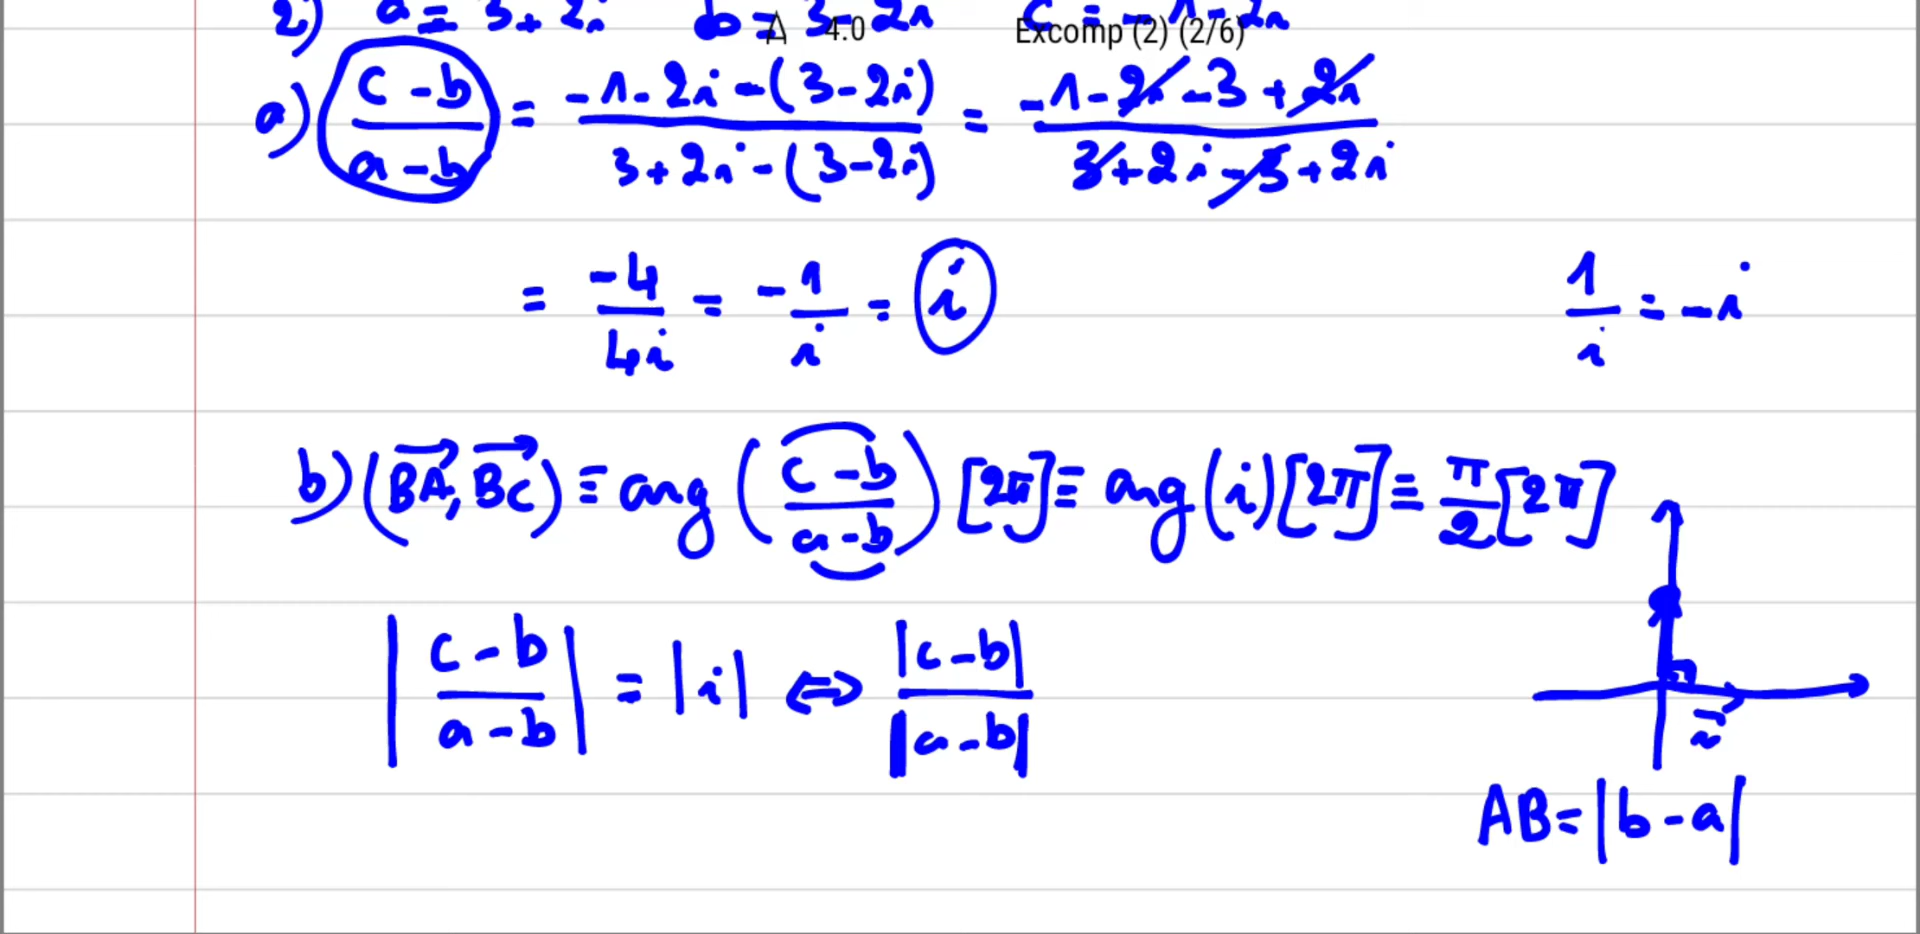 2) a = 3 + 2i b = 3 - 2i c = -1 - 2i
Δ 4.0 Excomp (2) (2/6)
a) (c - b)/(a - b) = (-1 - 2i - (3 - 2i))/(3 + 2i - (3 - 2i)) = (-1 - 2i - 3 + 2i)/(3 + 2i - 3 + 2i)
= -4/4i = -1/i = i 1/i = -i
b) (BA, BC) ≡ arg((c - b)/(a - b)) [2π] ≡ arg(i) [2π] ≡ π/2 [2π]
|(c - b)/(a - b)| = |i| ⇔ |c - b|/|a - b|
AB = |b - a|